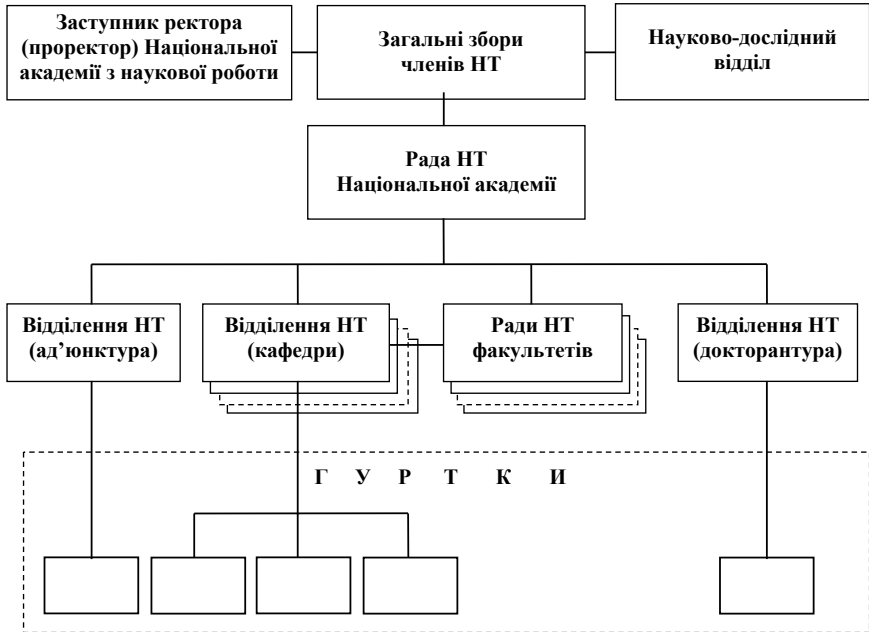 Заступник ректора
(проректор) Національної
академії з наукової роботи
Загальні збори
членів НТ
Науково-дослідний
відділ
Рада НТ
Національної академії
Відділення НТ
(ад’юнктура)
Відділення НТ
(кафедри)
Ради НТ
факультетів
Відділення НТ
(докторантура)
Г У Р Т К И